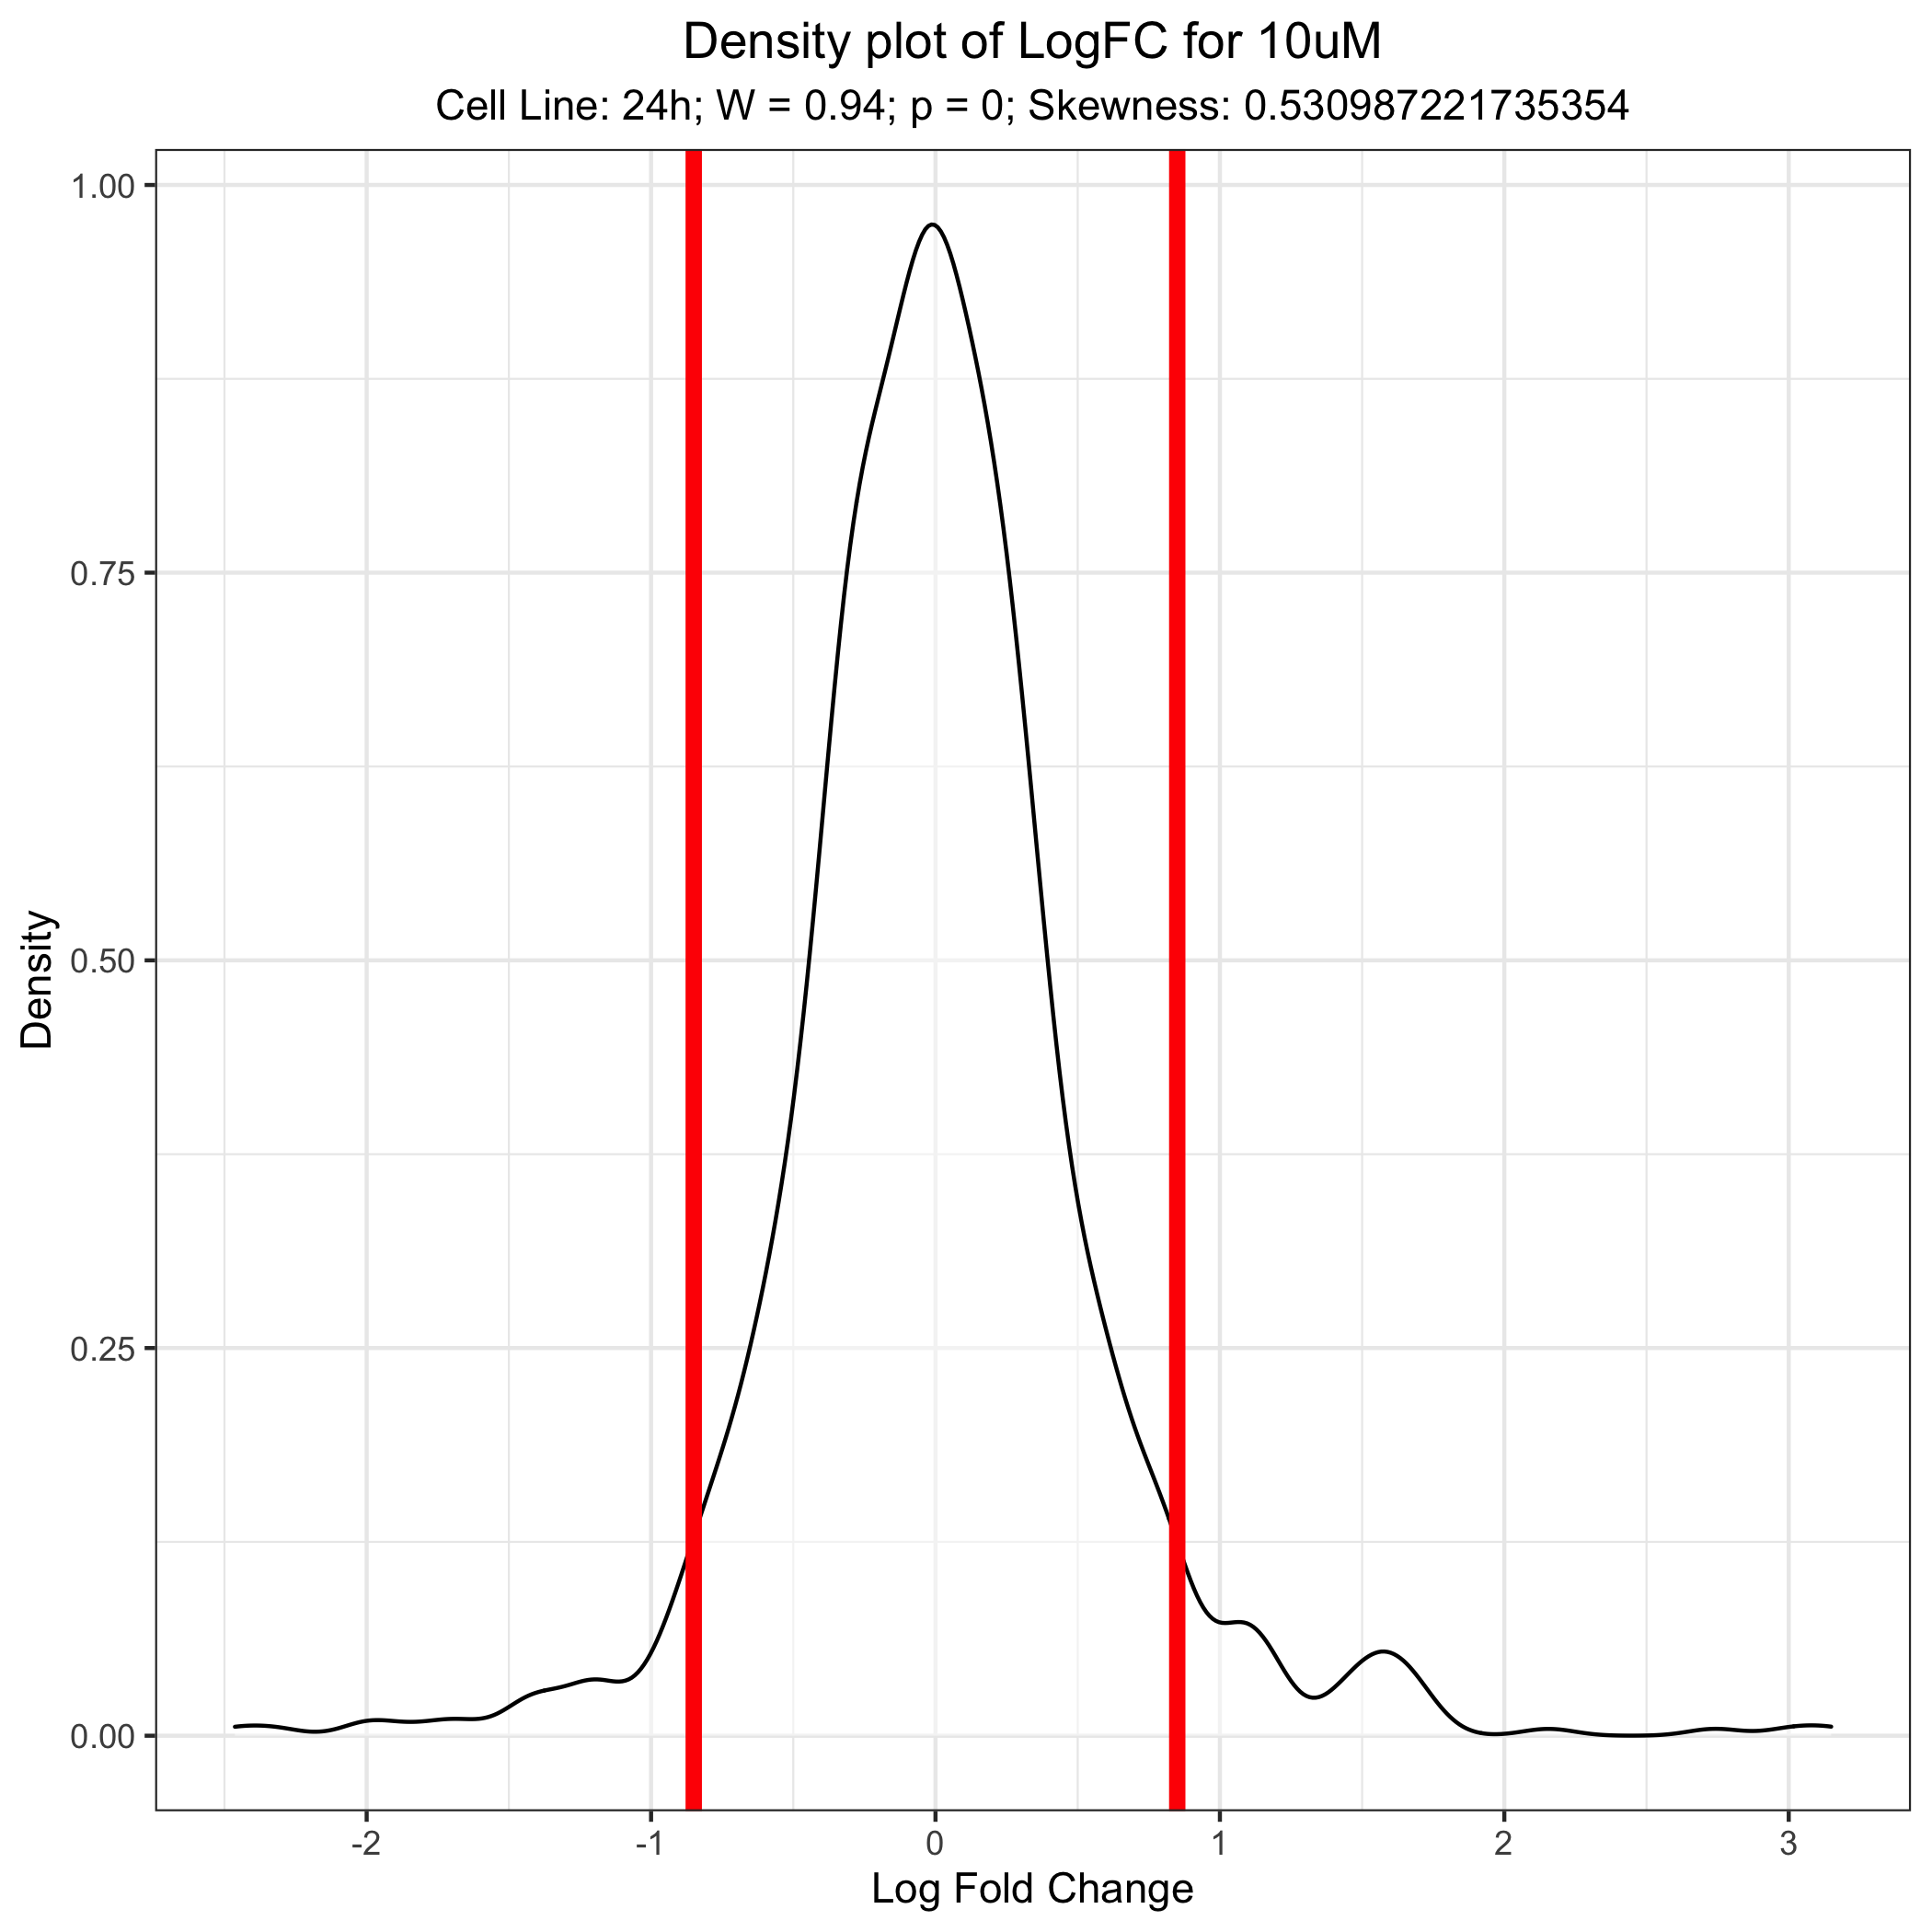 Density plot of LogFC for 10uM
Cell Line: 24h; W = 0.94; p = 0; Skewness: 0.530987221735354
1.00
0.75
0.50
0.25
0.00
Density
-2
-1
0
1
2
3
Log Fold Change